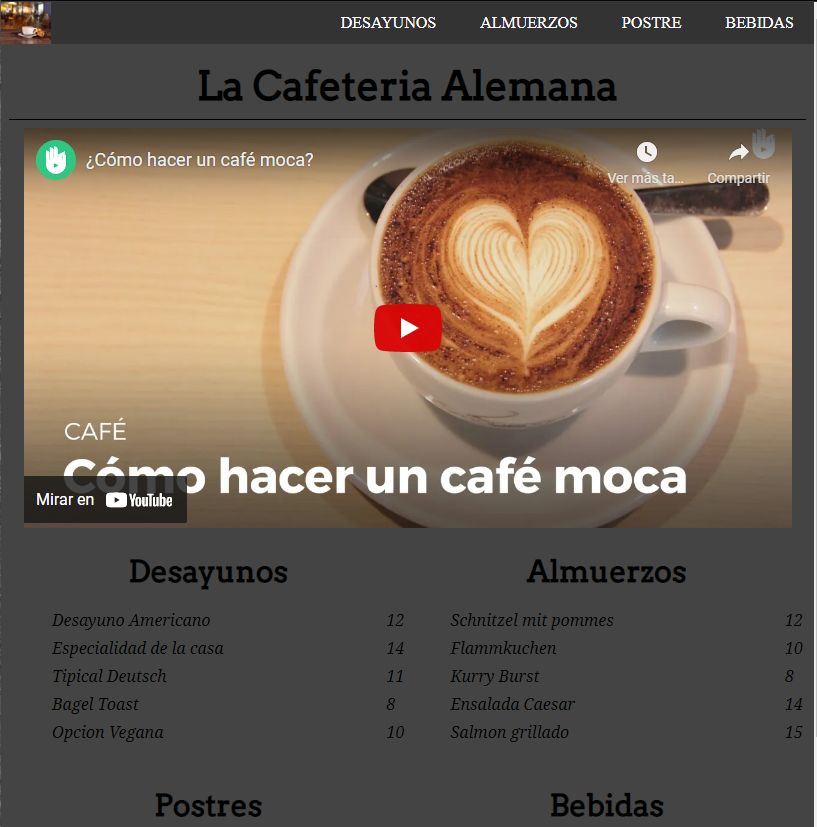 DESAYUNOS ALMUERZOS POSTRE BEBIDAS
La Cafeteria Alemana
¿Cómo hacer un café moca?
Ver más ta... Compartir
CAFÉ
Cómo hacer un café moca
Mirar en YouTube
Desayunos
Desayuno Americano 12
Especialidad de la casa 14
Tipical Deutsch 11
Bagel Toast 8
Opcion Vegana 10
Almuerzos
Schnitzel mit pommes 12
Flammkuchen 10
Kurry Burst 8
Ensalada Caesar 14
Salmon grillado 15
Postres
Bebidas